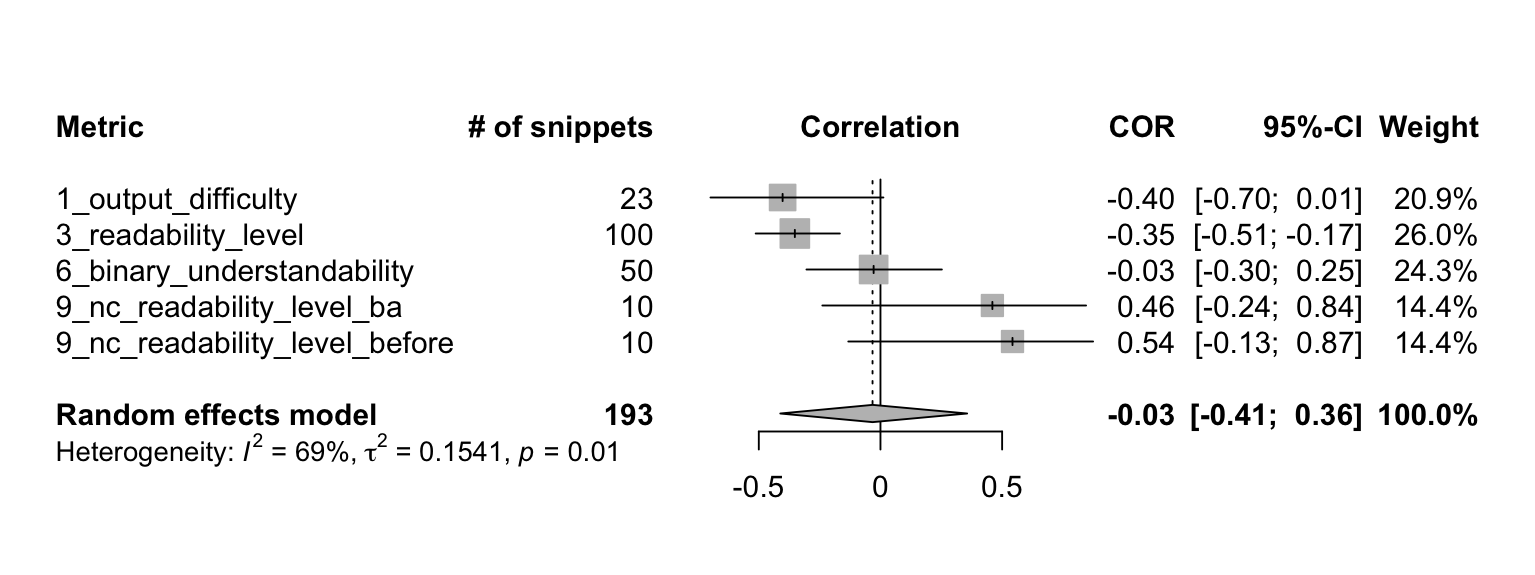 Metric # of snippets Correlation COR 95%-CI Weight
1_output_difficulty 23 -0.40 [-0.70; 0.01] 20.9%
3_readability_level 100 -0.35 [-0.51; -0.17] 26.0%
6_binary_understandability 50 -0.03 [-0.30; 0.25] 24.3%
9_nc_readability_level_ba 10 0.46 [-0.24; 0.84] 14.4%
9_nc_readability_level_before 10 0.54 [-0.13; 0.87] 14.4%
Random effects model 193 -0.03 [-0.41; 0.36] 100.0%
Heterogeneity: I² = 69%, τ² = 0.1541, p = 0.01
-0.5 0 0.5